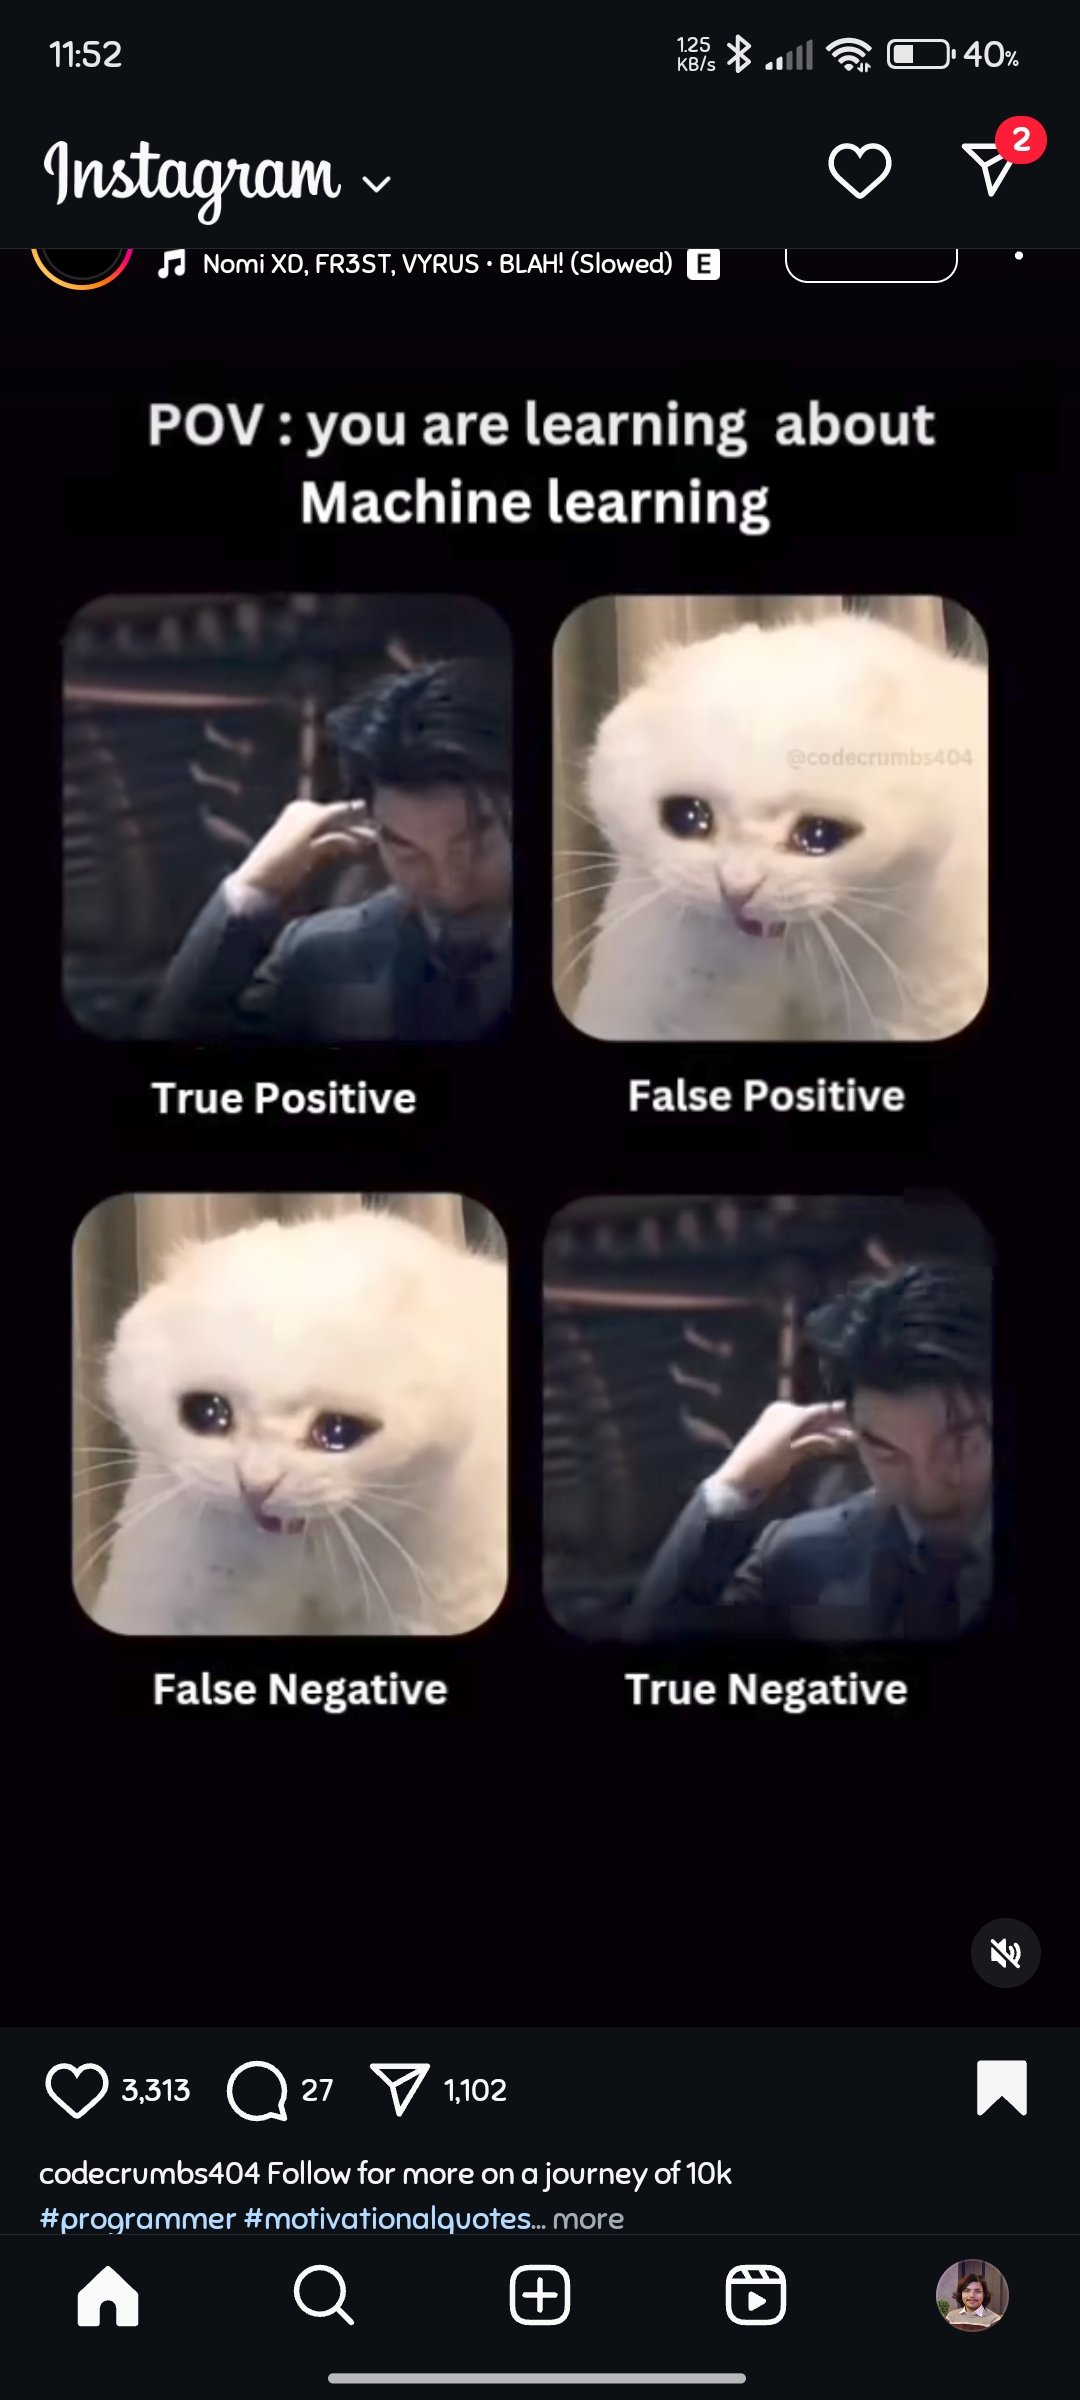 11:52
1.25
KB/s
40%
Instagram
2
Nomi XD, FR3ST, VYRUS • BLAH! (Slowed) E
POV : you are learning about
Machine learning
@codecrumbs404
True Positive
False Positive
False Negative
True Negative
3,313
27
1,102
codecrumbs404 Follow for more on a journey of 10k
#programmer #motivationalquotes... more